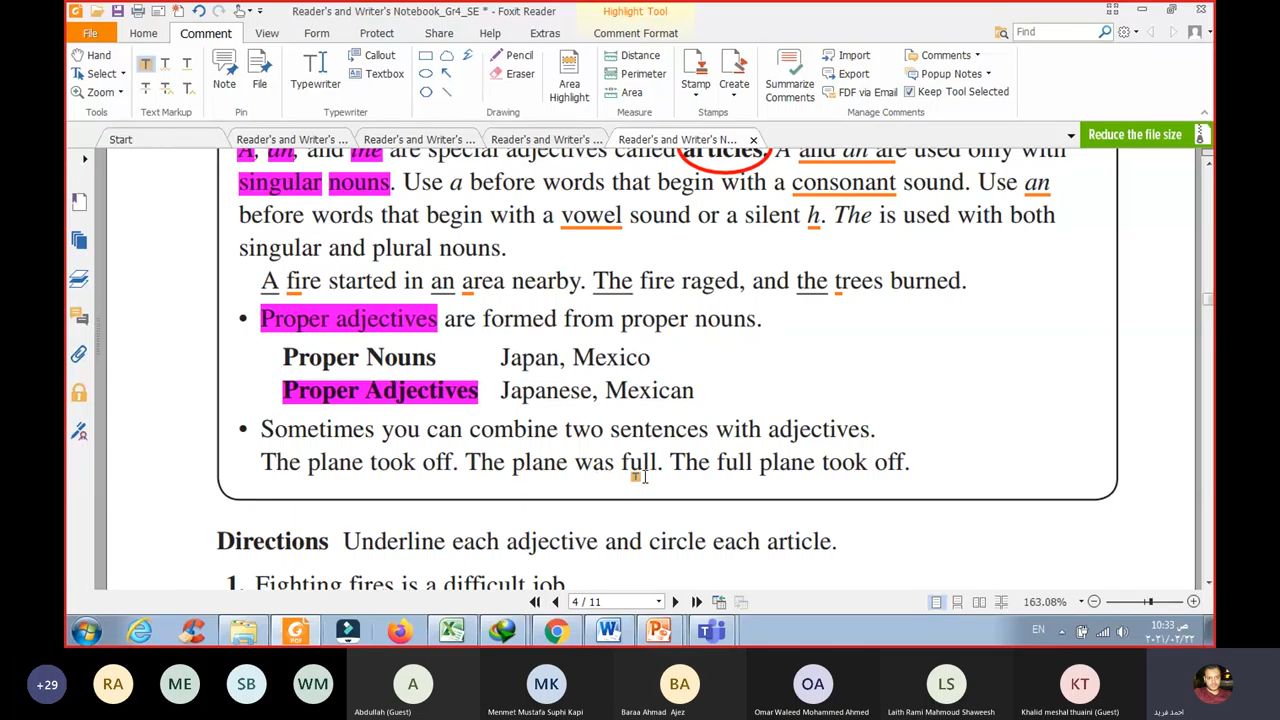 Reader's and Writer's Notebook_Gr4_SE * - Foxit Reader
Highlight Tool
File Home Comment View Form Protect Share Help Extras Comment Format Find
Hand Select Zoom Tools
Text Markup
Note File Pin
Typewriter Callout Textbox Typewriter
Pencil Eraser Drawing
Area Highlight Distance Perimeter Area Measure
Stamp Create Stamps
Summarize Comments Import Export FDF via Email Comments Popup Notes Keep Tool Selected Manage Comments
Start Reader's and Writer's ... Reader's and Writer's ... Reader's and Writer's ... Reader's and Writer's N... Reduce the file size
A, an, and the are special adjectives called articles. A and an are used only with
singular nouns. Use a before words that begin with a consonant sound. Use an
before words that begin with a vowel sound or a silent h. The is used with both
singular and plural nouns.
A fire started in an area nearby. The fire raged, and the trees burned.
• Proper adjectives are formed from proper nouns.
Proper Nouns Japan, Mexico
Proper Adjectives Japanese, Mexican
• Sometimes you can combine two sentences with adjectives.
The plane took off. The plane was full. The full plane took off.
Directions Underline each adjective and circle each article.
1. Fighting fires is a difficult job.
4 / 11 163.08%
EN ص 10:33
٢٠٢١/٠٢/٢٢
+29 RA ME SB WM A MK BA OA LS KT
Abdullah (Guest) Menmet Mustafa Suphi Kapi Baraa Ahmad Ajez Omar Waleed Mohammed Ahmed Laith Rami Mahmoud Shaweesh Khalid meshal thuaini (Guest) احمد فريد